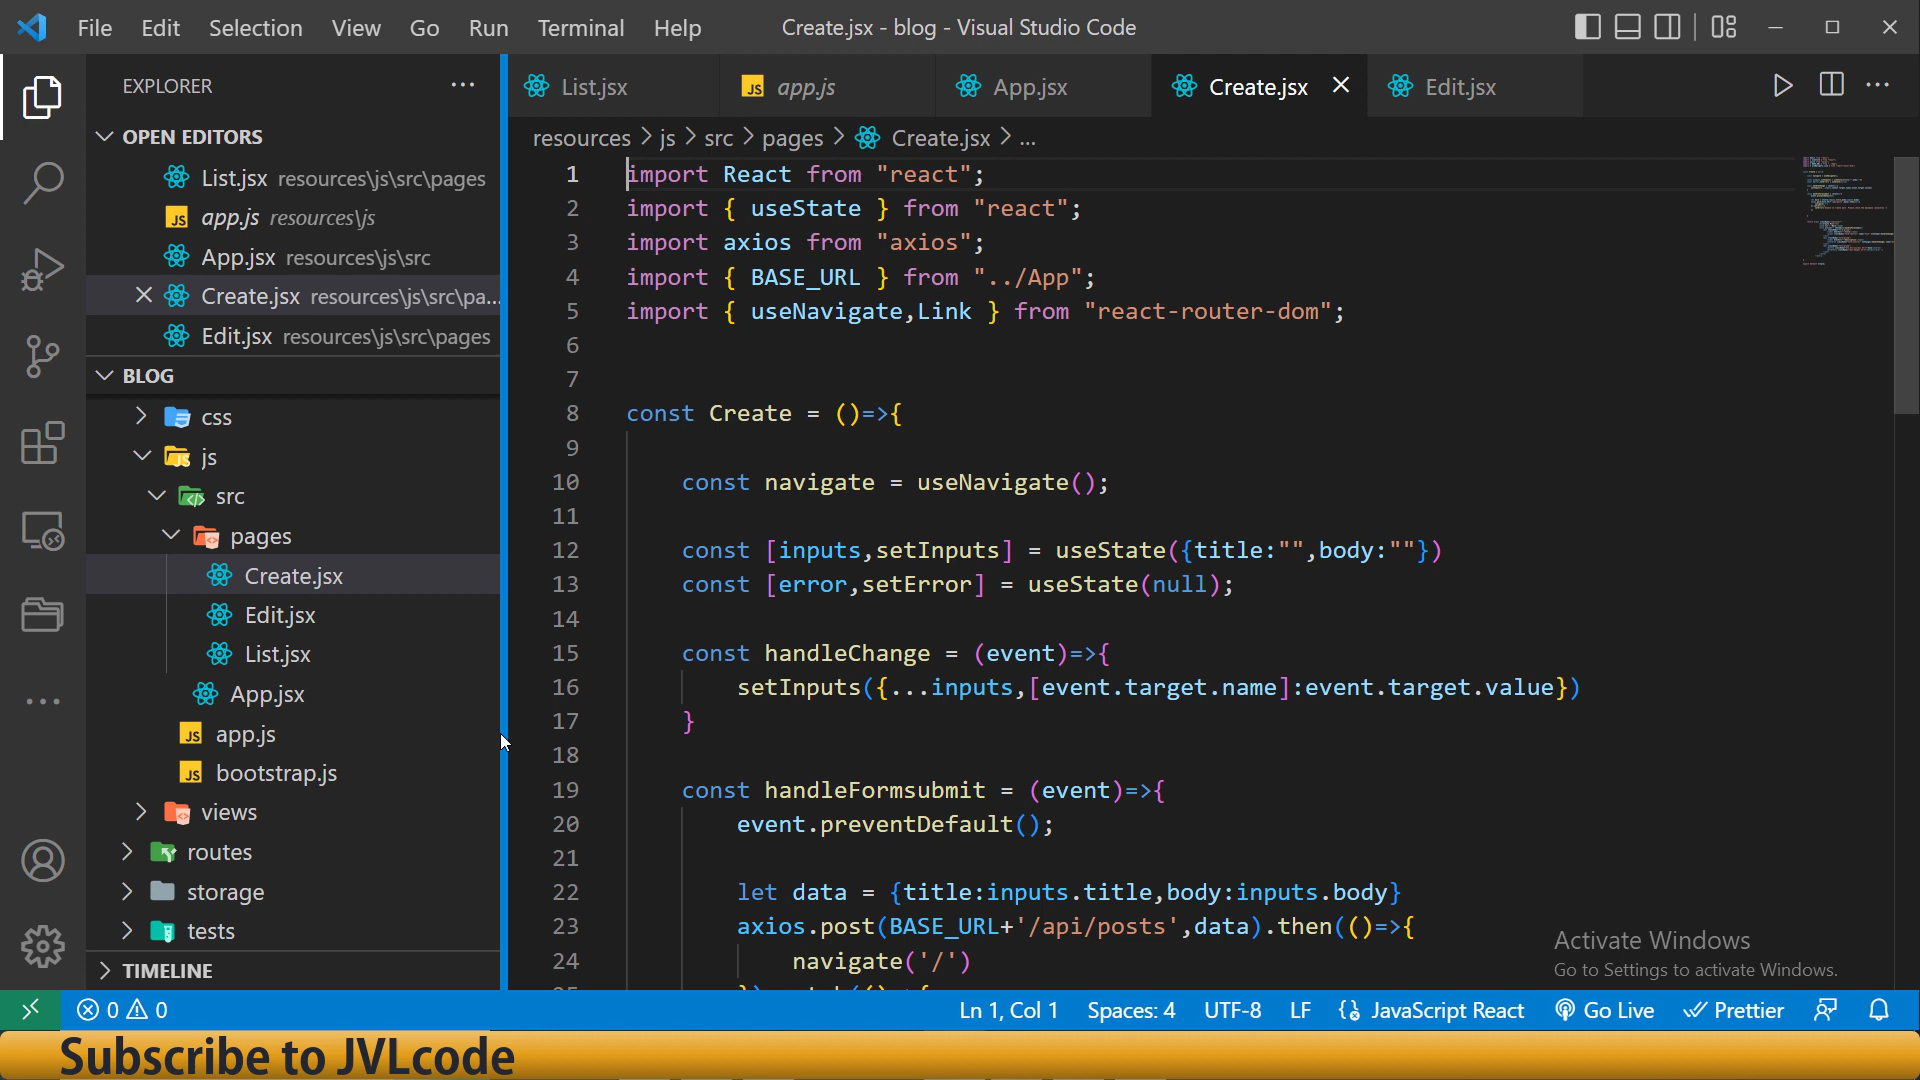 File Edit Selection View Go Run Terminal Help Create.jsx - blog - Visual Studio Code
EXPLORER
OPEN EDITORS
List.jsx resources\js\src\pages
JS app.js resources\js
App.jsx resources\js\src
Create.jsx resources\js\src\pa...
Edit.jsx resources\js\src\pages
BLOG
css
JS js
src
pages
Create.jsx
Edit.jsx
List.jsx
App.jsx
JS app.js
JS bootstrap.js
views
routes
storage
tests
TIMELINE
List.jsx JS app.js App.jsx Create.jsx Edit.jsx
resources > js > src > pages > Create.jsx > ...
1 import React from "react";
2 import { useState } from "react";
3 import axios from "axios";
4 import { BASE_URL } from "../App";
5 import { useNavigate,Link } from "react-router-dom";
6
7
8 const Create = ()=>{
9
10 const navigate = useNavigate();
11
12 const [inputs,setInputs] = useState({title:"",body:""})
13 const [error,setError] = useState(null);
14
15 const handleChange = (event)=>{
16 setInputs({...inputs,[event.target.name]:event.target.value})
17 }
18
19 const handleFormsubmit = (event)=>{
20 event.preventDefault();
21
22 let data = {title:inputs.title,body:inputs.body}
23 axios.post(BASE_URL+'/api/posts',data).then(()=>{
24 navigate('/')
Activate Windows
Go to Settings to activate Windows.
0 0 Ln 1, Col 1 Spaces: 4 UTF-8 LF JavaScript React Go Live Prettier
Subscribe to JVLcode